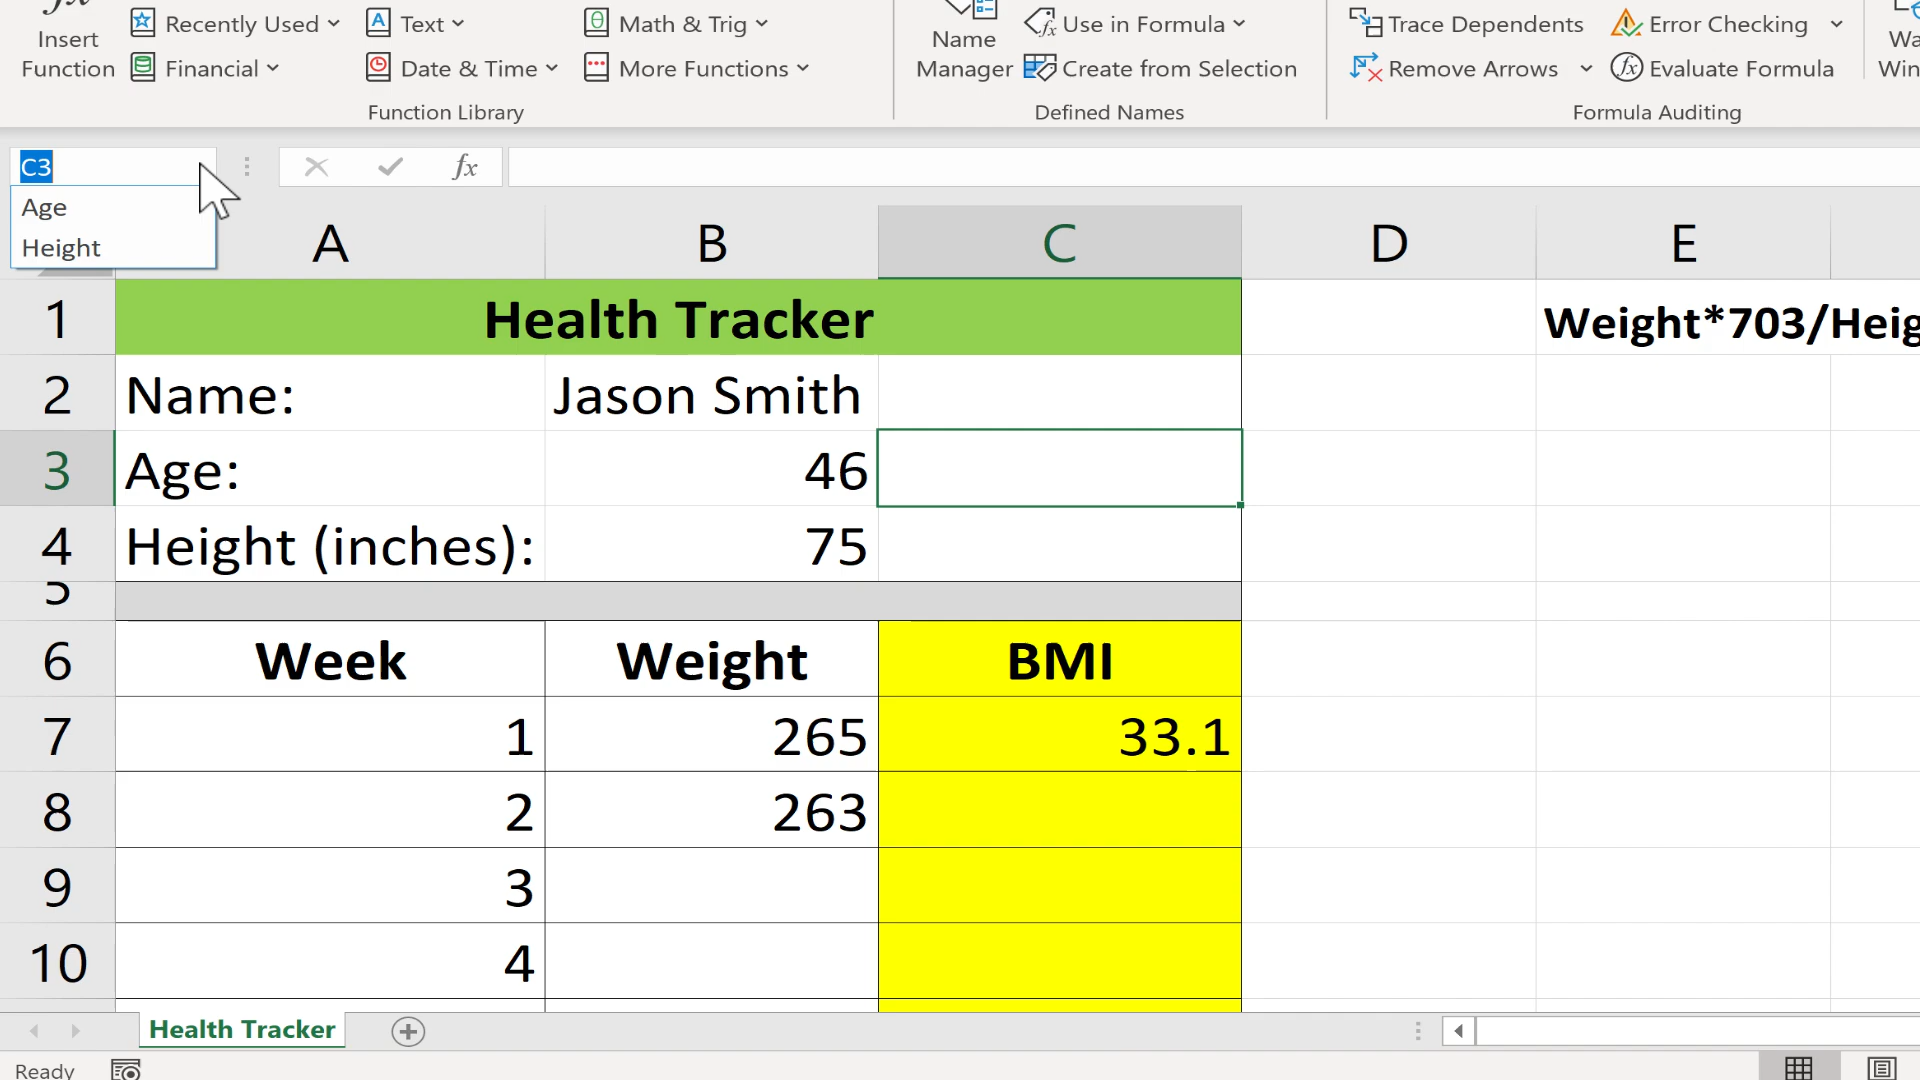 Insert Function
Recently Used
Financial
Text
Date & Time
Math & Trig
More Functions
Function Library
Name Manager
Use in Formula
Create from Selection
Defined Names
Trace Dependents
Remove Arrows
Error Checking
Evaluate Formula
Formula Auditing
C3
fx
Age
Height
A B C D E
1 Health Tracker Weight*703/Heig
2 Name: Jason Smith
3 Age: 46
4 Height (inches): 75
5
6 Week Weight BMI
7 1 265 33.1
8 2 263
9 3
10 4
Health Tracker
Ready